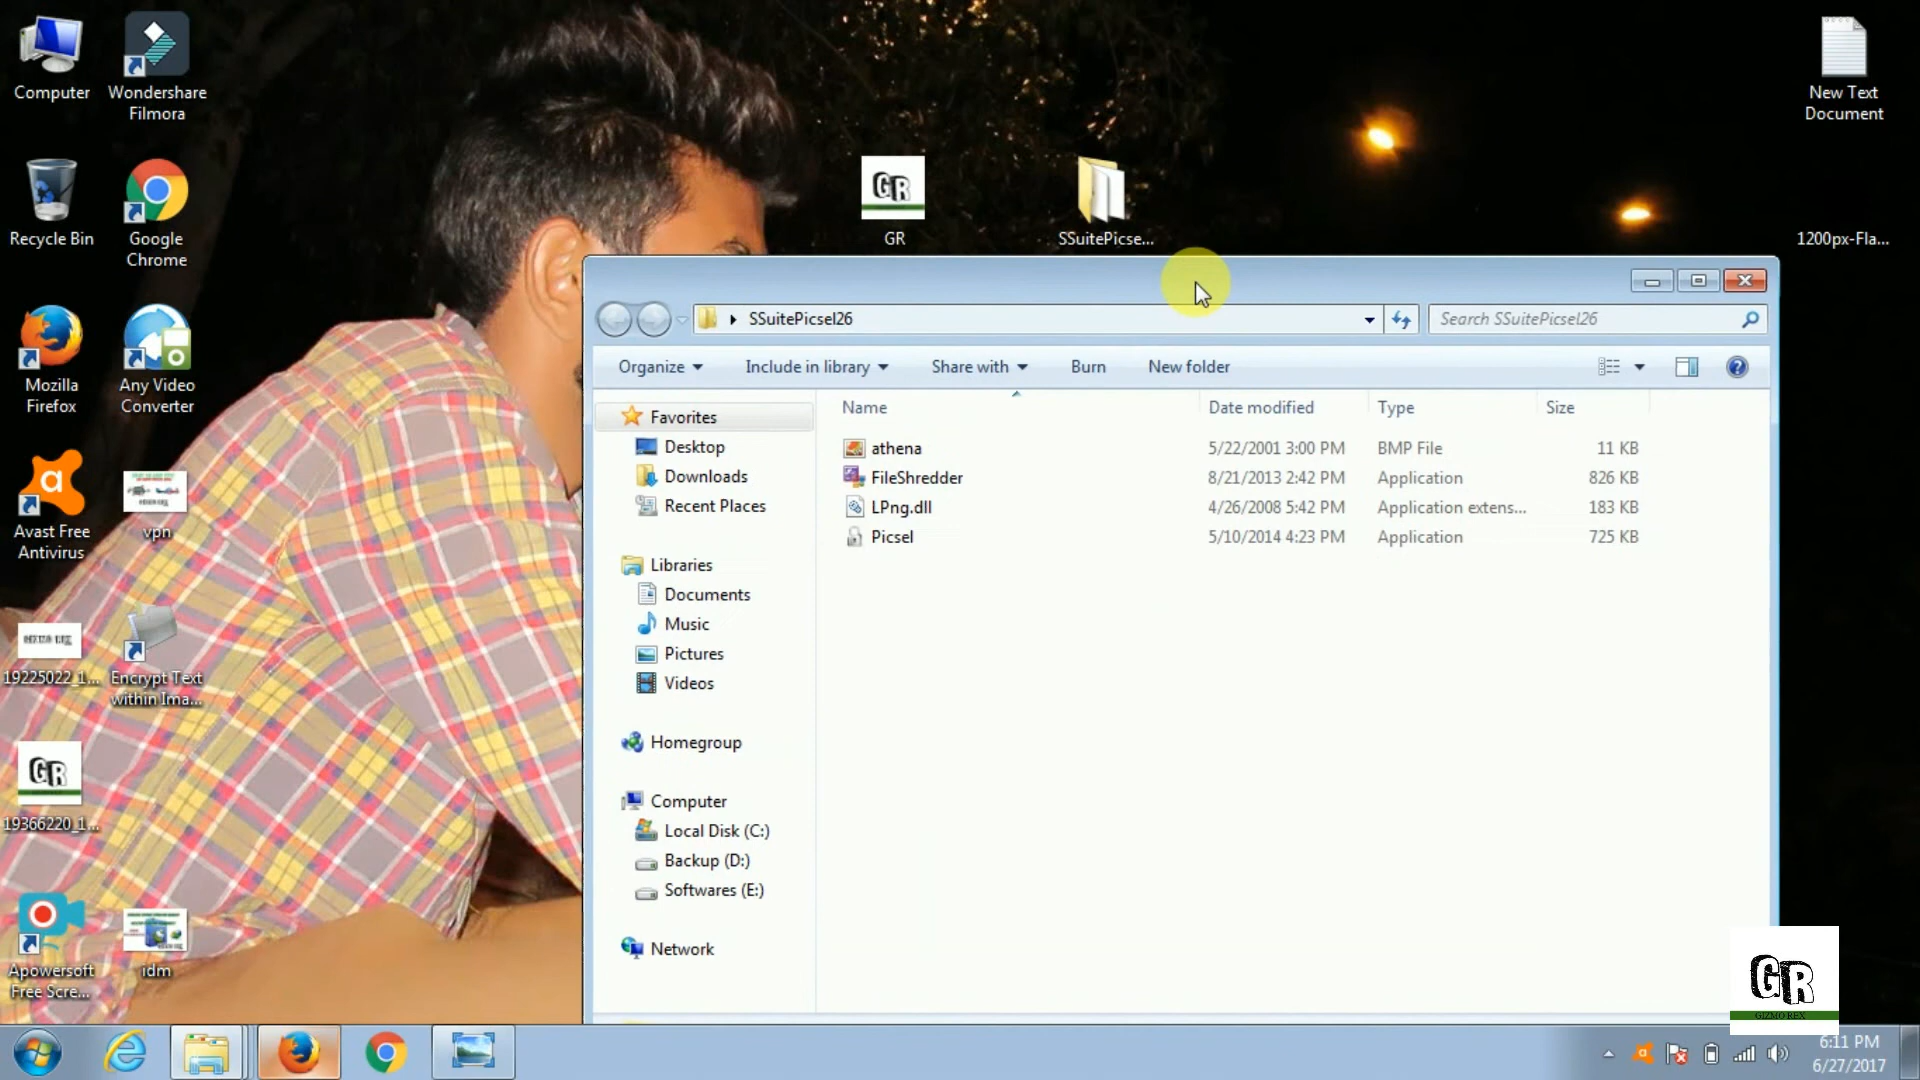 Computer
Wondershare
Filmora
Recycle Bin
Google
Chrome
Mozilla
Firefox
Any Video
Converter
Avast Free
Antivirus
vpn
19225022_1...
Encrypt Text
within Ima...
GR
19366220_1...
Apowersoft
Free Scre...
idm
GR
GR
SSuitePicse...
New Text
Document
1200px-Fla...
SSuitePicsel26
Search SSuitePicsel26
Organize
Include in library
Share with
Burn
New folder
Name
Date modified
Type
Size
athena
5/22/2001 3:00 PM
BMP File
11 KB
FileShredder
8/21/2013 2:42 PM
Application
826 KB
LPng.dll
4/26/2008 5:42 PM
Application extens...
183 KB
Picsel
5/10/2014 4:23 PM
Application
725 KB
Favorites
Desktop
Downloads
Recent Places
Libraries
Documents
Music
Pictures
Videos
Homegroup
Computer
Local Disk (C:)
Backup (D:)
Softwares (E:)
Network
GR
GIZMO REX
6:11 PM
6/27/2017